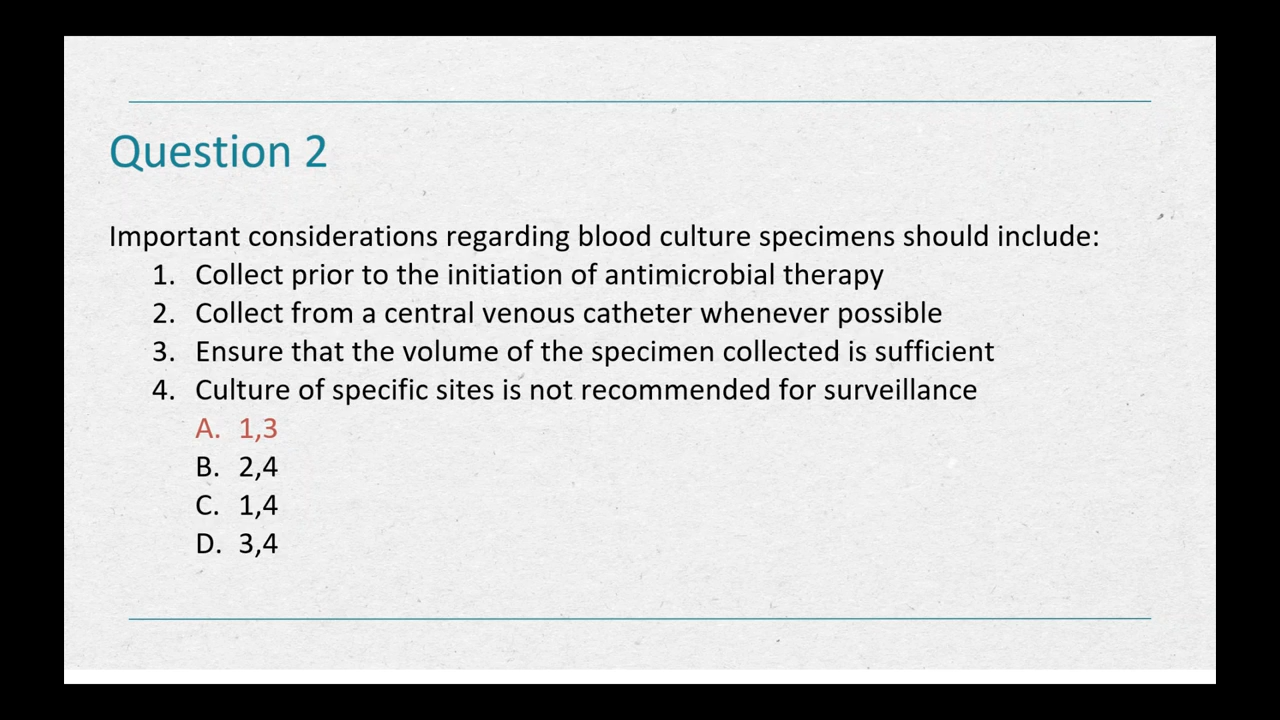 Question 2
Important considerations regarding blood culture specimens should include:
1. Collect prior to the initiation of antimicrobial therapy
2. Collect from a central venous catheter whenever possible
3. Ensure that the volume of the specimen collected is sufficient
4. Culture of specific sites is not recommended for surveillance
A. 1,3
B. 2,4
C. 1,4
D. 3,4